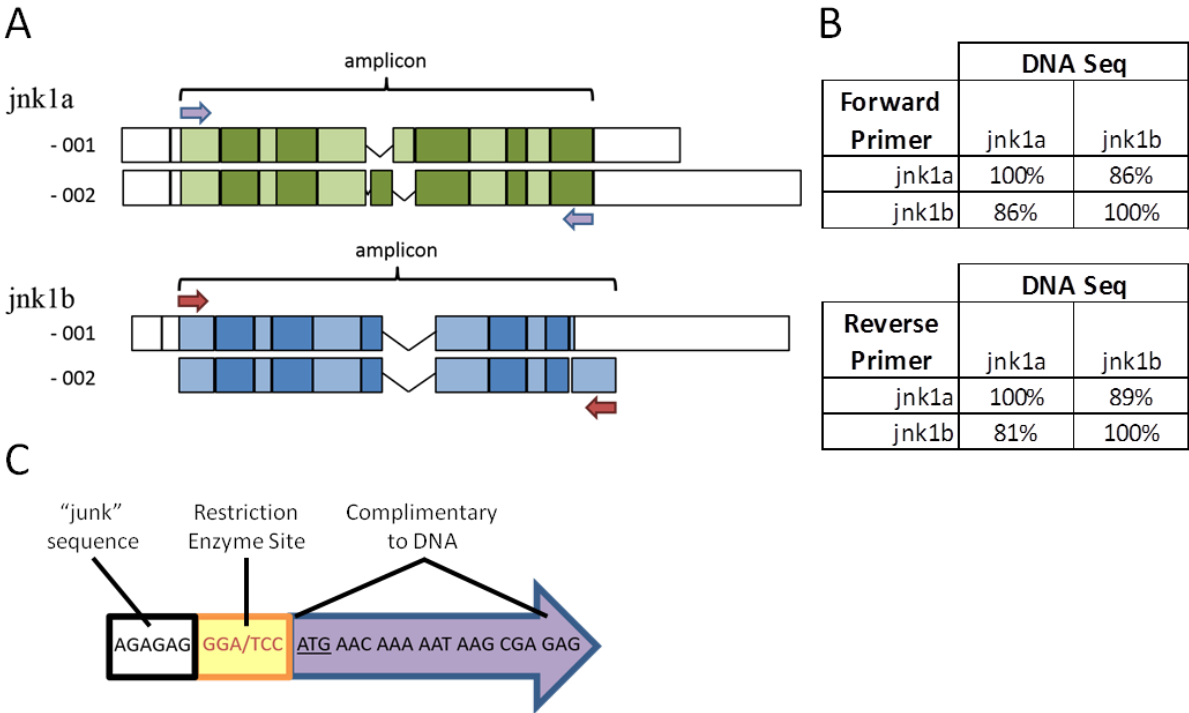 A
amplicon
jnk1a
- 001
- 002
amplicon
jnk1b
- 001
- 002
B
DNA Seq
Forward Primer jnk1a jnk1b
jnk1a 100% 86%
jnk1b 86% 100%
DNA Seq
Reverse Primer jnk1a jnk1b
jnk1a 100% 89%
jnk1b 81% 100%
C
"junk" sequence
Restriction Enzyme Site
Complimentary to DNA
AGAGAG GGA/TCC ATG AAC AAA AAT AAG CGA GAG